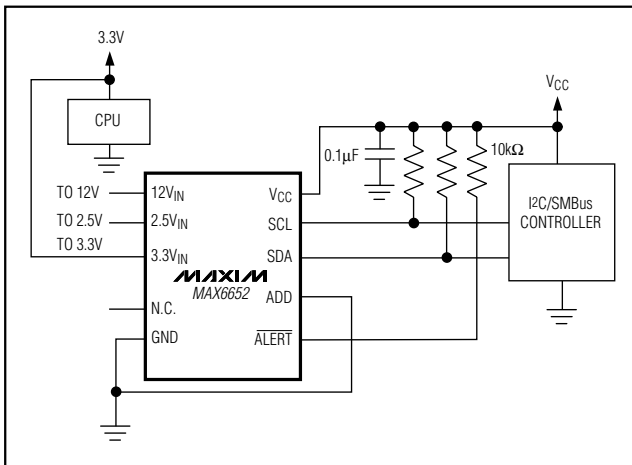 3.3V
CPU
TO 12V
TO 2.5V
TO 3.3V
12VIN
2.5VIN
3.3VIN
N.C.
GND
MAXIM
MAX6652
VCC
SCL
SDA
ADD
ALERT
0.1µF
10kΩ
VCC
I2C/SMBus
CONTROLLER